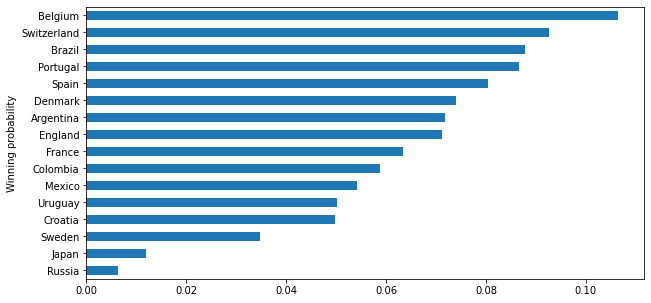 Winning probability
Belgium
Switzerland
Brazil
Portugal
Spain
Denmark
Argentina
England
France
Colombia
Mexico
Uruguay
Croatia
Sweden
Japan
Russia
0.00 0.02 0.04 0.06 0.08 0.10